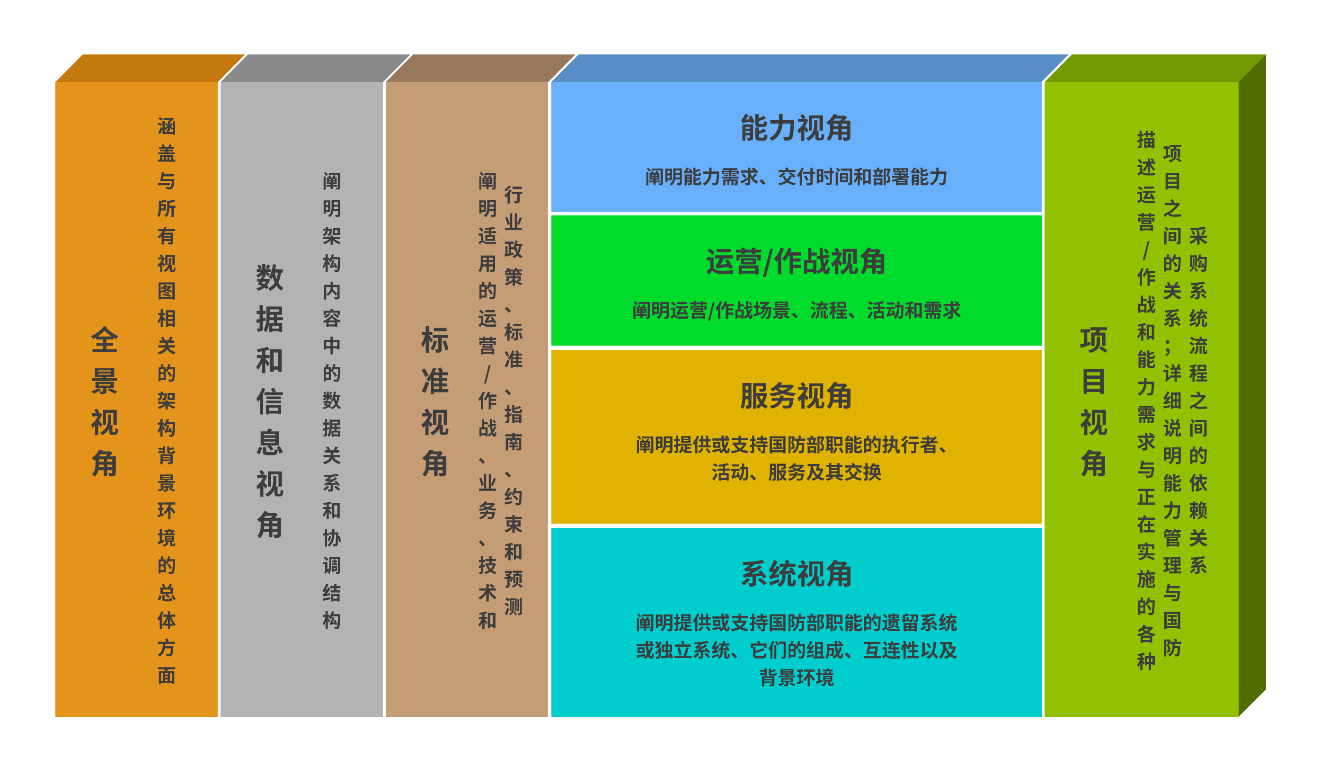 全景视角
涵盖与所有视图相关的架构背景环境的总体方面
数据和信息视角
阐明架构内容中的数据关系和协调结构
标准视角
阐明适用的运营/作战、业务、技术和
行业政策、标准、指南、约束和预测
能力视角
阐明能力需求、交付时间和部署能力
运营/作战视角
阐明运营/作战场景、流程、活动和需求
服务视角
阐明提供或支持国防部职能的执行者、
活动、服务及其交换
系统视角
阐明提供或支持国防部职能的遗留系统
或独立系统、它们的组成、互连性以及
背景环境
项目视角
描述运营/作战和能力需求与正在实施的各种
项目之间的关系；详细说明能力管理与国防
采购系统流程之间的依赖关系